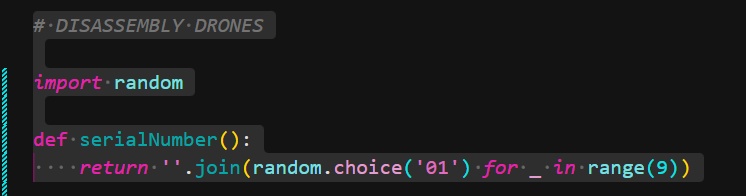 # DISASSEMBLY DRONES
import random
def serialNumber():
    return ''.join(random.choice('01') for _ in range(9))